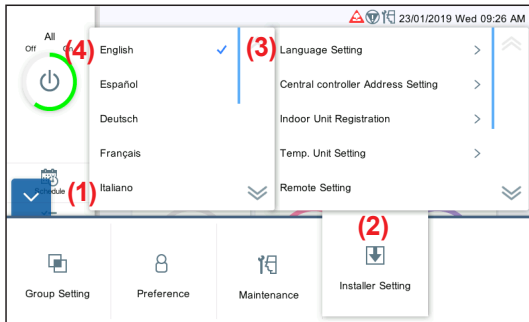 23/01/2019 Wed 09:26 AM
All
Off On
(4)
English
Español
Deutsch
Français
Italiano
(3)
Language Setting
Central controller Address Setting
Indoor Unit Registration
Temp. Unit Setting
Remote Setting
Schedule
(1)
(2)
Group Setting
Preference
Maintenance
Installer Setting